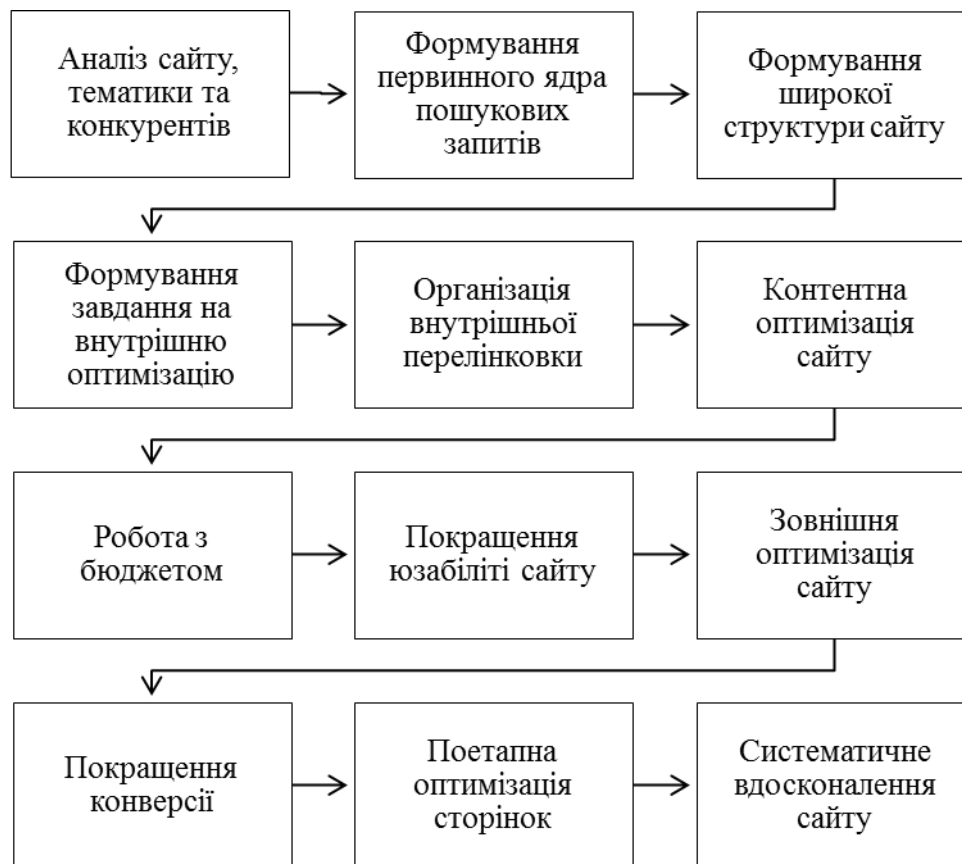 Аналіз сайту,
тематики та
конкурентів
Формування
первинного ядра
пошукових
запитів
Формування
широкої
структури сайту
Формування
завдання на
внутрішню
оптимізацію
Організація
внутрішньої
перелінковки
Контентна
оптимізація
сайту
Робота з
бюджетом
Покращення
юзабіліті сайту
Зовнішня
оптимізація
сайту
Покращення
конверсії
Поетапна
оптимізація
сторінок
Систематичне
вдосконалення
сайту